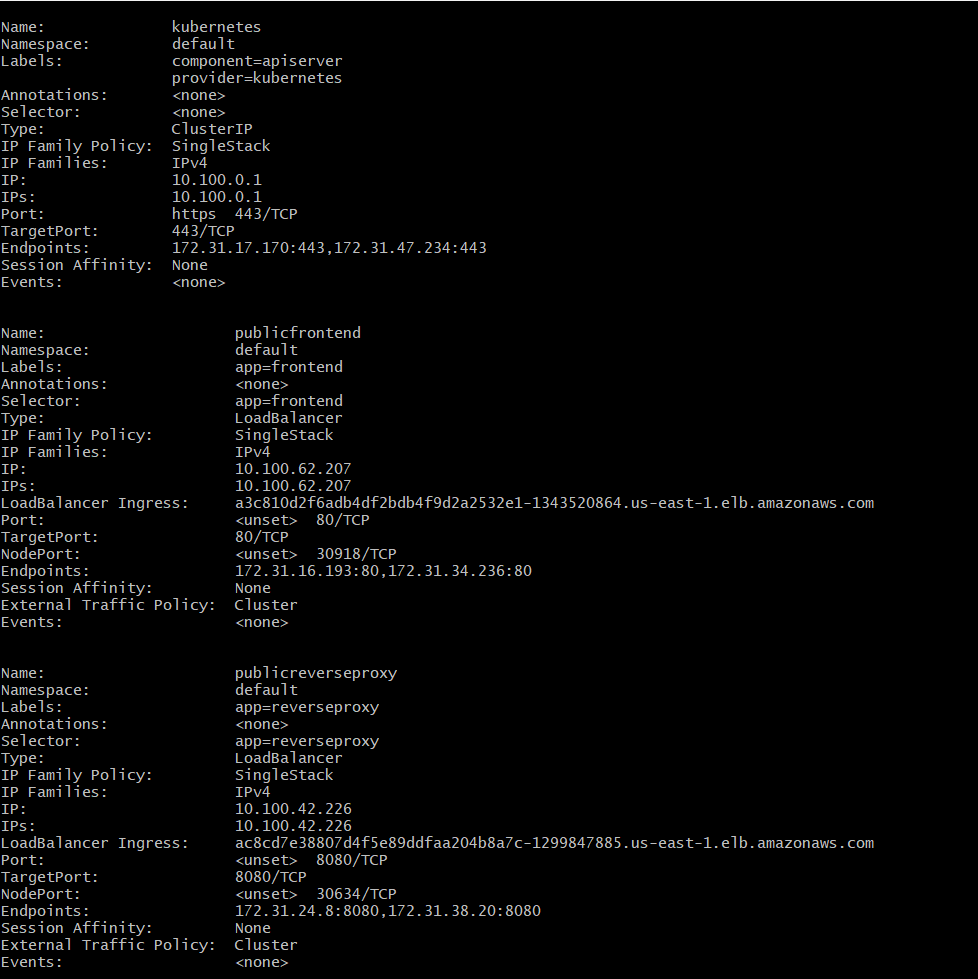 Name:              kubernetes
Namespace:         default
Labels:            component=apiserver
                   provider=kubernetes
Annotations:       <none>
Selector:          <none>
Type:              ClusterIP
IP Family Policy:  SingleStack
IP Families:       IPv4
IP:                10.100.0.1
IPs:               10.100.0.1
Port:              https  443/TCP
TargetPort:        443/TCP
Endpoints:         172.31.17.170:443,172.31.47.234:443
Session Affinity:  None
Events:            <none>
Name:                     publicfrontend
Namespace:                default
Labels:                   app=frontend
Annotations:              <none>
Selector:                 app=frontend
Type:                     LoadBalancer
IP Family Policy:         SingleStack
IP Families:              IPv4
IP:                       10.100.62.207
IPs:                      10.100.62.207
LoadBalancer Ingress:     a3c810d2f6adb4df2bdb4f9d2a2532e1-1343520864.us-east-1.elb.amazonaws.com
Port:                     <unset>  80/TCP
TargetPort:               80/TCP
NodePort:                 <unset>  30918/TCP
Endpoints:                172.31.16.193:80,172.31.34.236:80
Session Affinity:         None
External Traffic Policy:  Cluster
Events:                   <none>
Name:                     publicreverseproxy
Namespace:                default
Labels:                   app=reverseproxy
Annotations:              <none>
Selector:                 app=reverseproxy
Type:                     LoadBalancer
IP Family Policy:         SingleStack
IP Families:              IPv4
IP:                       10.100.42.226
IPs:                      10.100.42.226
LoadBalancer Ingress:     ac8cd7e38807d4f5e89ddfaa204b8a7c-1299847885.us-east-1.elb.amazonaws.com
Port:                     <unset>  8080/TCP
TargetPort:               8080/TCP
NodePort:                 <unset>  30634/TCP
Endpoints:                172.31.24.8:8080,172.31.38.20:8080
Session Affinity:         None
External Traffic Policy:  Cluster
Events:                   <none>